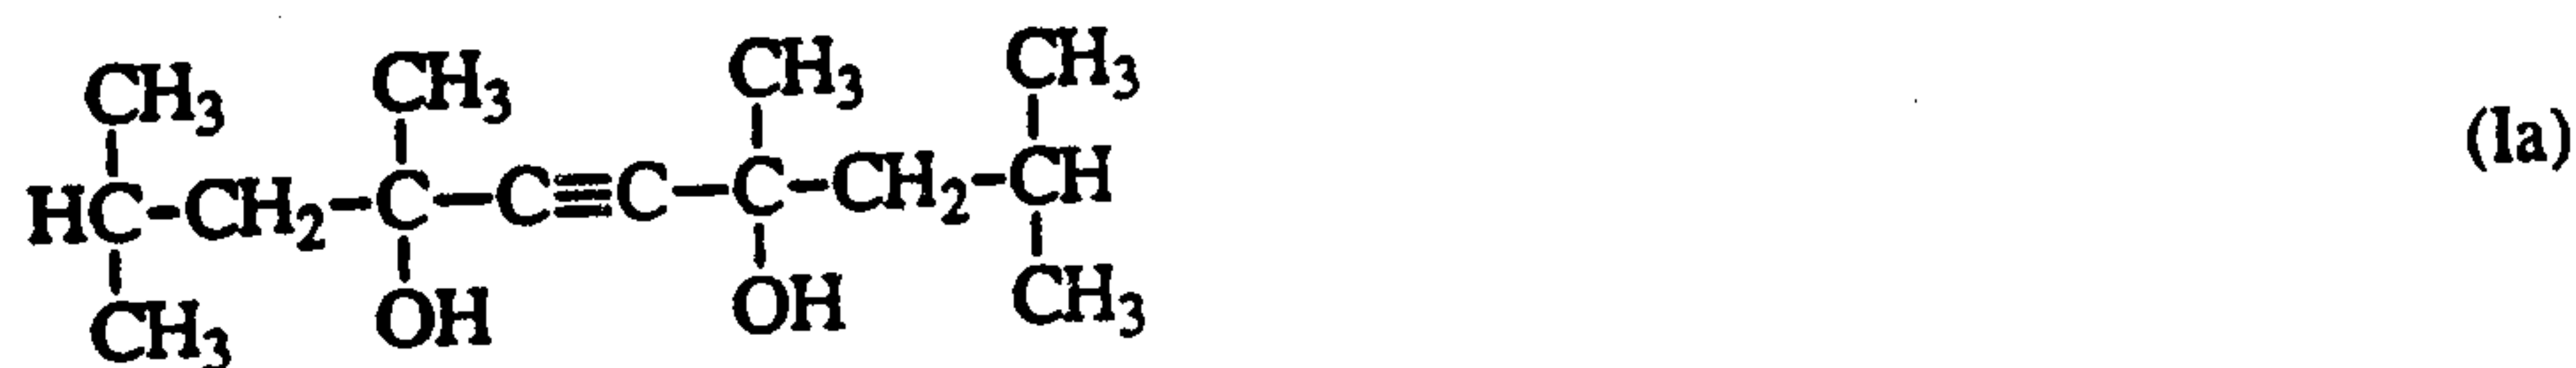 CH₃ CH₃ CH₃ CH₃
HC-CH₂-C-C≡C-C-CH₂-CH (Ia)
CH₃ OH OH CH₃